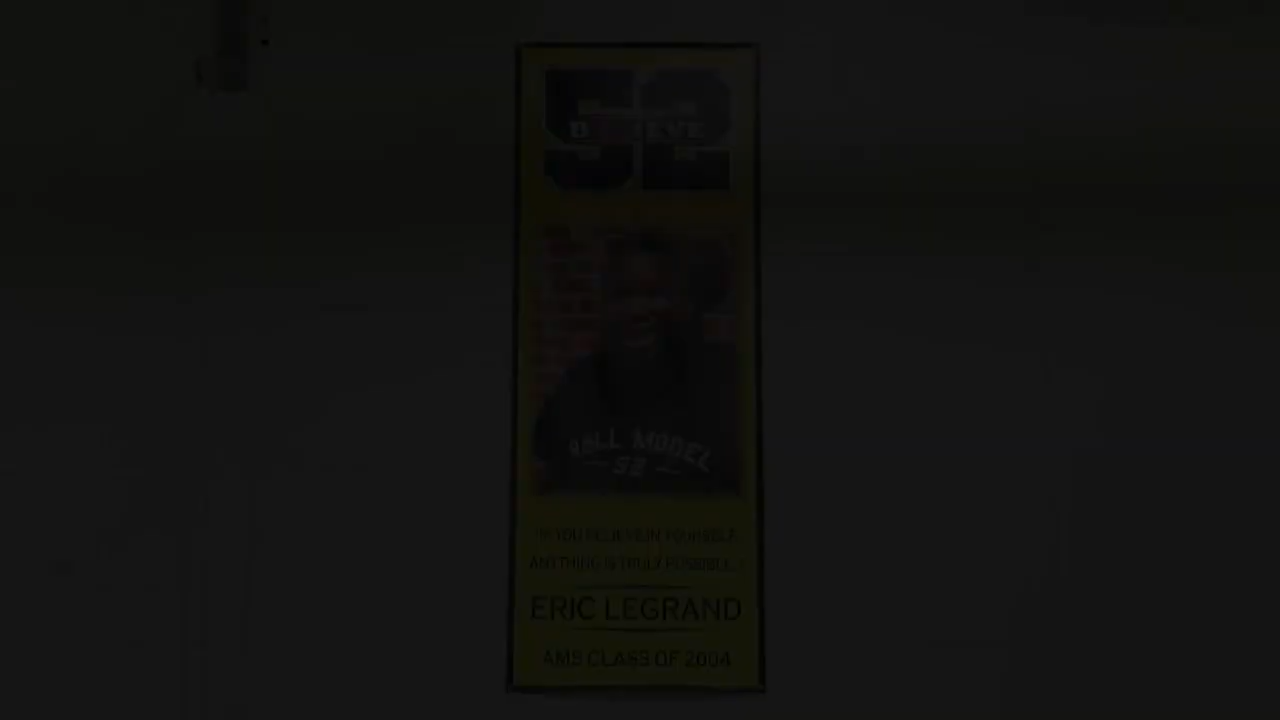 52
BELIEVE
ROLL MODEL
52
"IF YOU BELIEVE IN YOURSELF,
ANYTHING IS TRULY POSSIBLE."
ERIC LEGRAND
AMS CLASS OF 2004